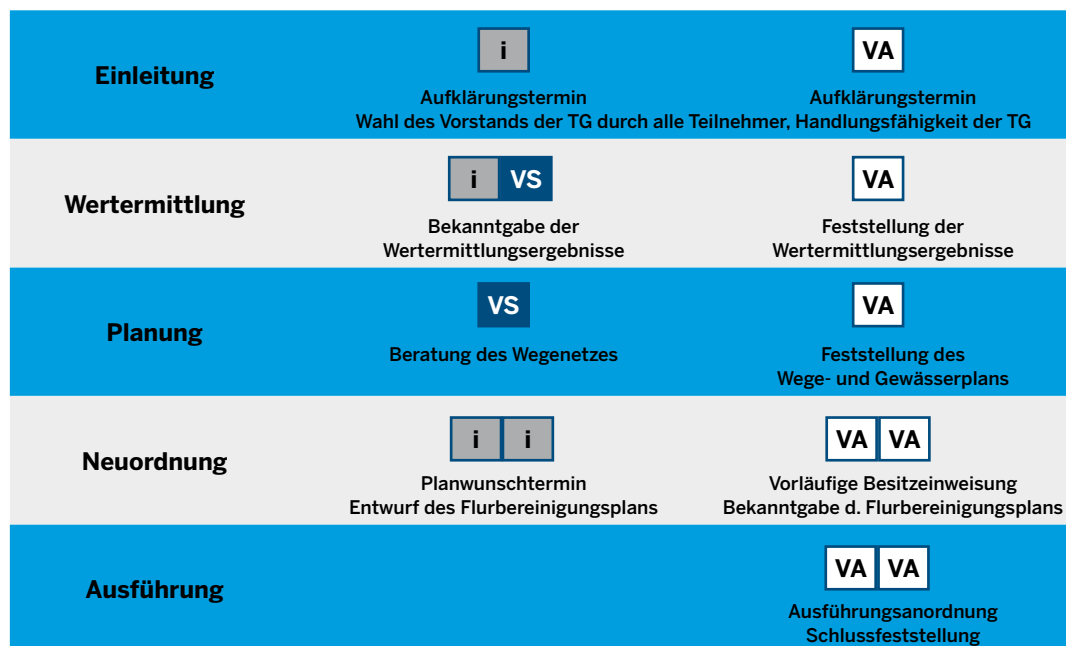 Einleitung
i
VA
Aufklärungstermin
Aufklärungstermin
Wahl des Vorstands der TG durch alle Teilnehmer, Handlungsfähigkeit der TG
Wertermittlung
i VS
VA
Bekanntgabe der
Wertermittlungsergebnisse
Feststellung der
Wertermittlungsergebnisse
Planung
VS
VA
Beratung des Wegenetzes
Feststellung des
Wege- und Gewässerplans
Neuordnung
i i
VA VA
Planwunschtermin
Entwurf des Flurbereinigungsplans
Vorläufige Besitzeinweisung
Bekanntgabe d. Flurbereinigungsplans
Ausführung
VA VA
Ausführungsanordnung
Schlussfeststellung